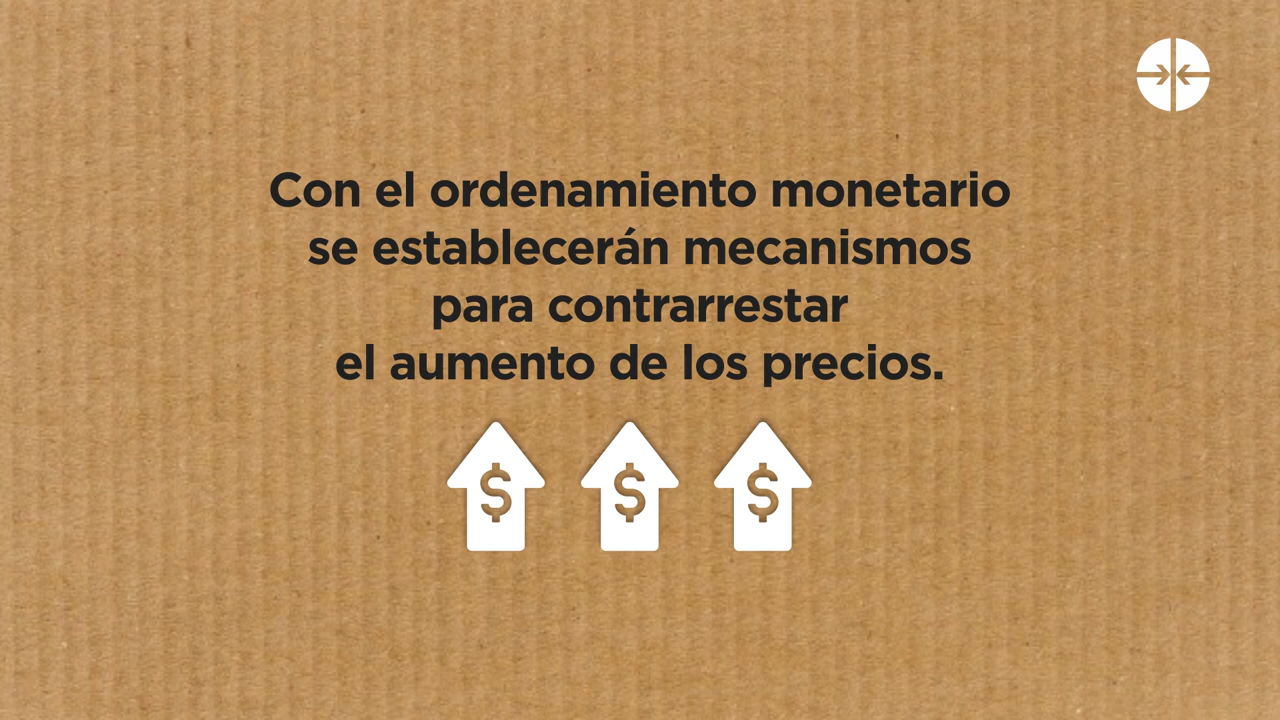 Con el ordenamiento monetario
se establecerán mecanismos
para contrarrestar
el aumento de los precios.
$ $ $